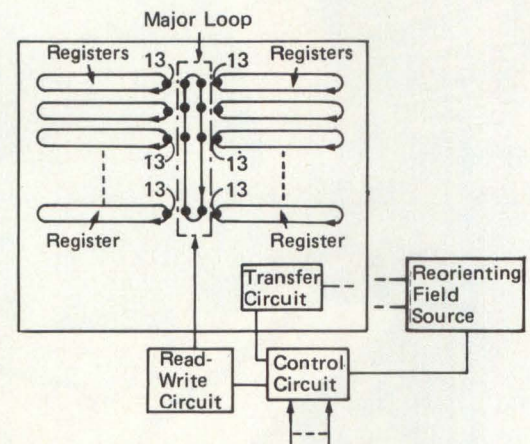 Major Loop
Registers
13
13
Registers
13
13
13
13
Register
Register
Transfer
Circuit
Reorienting
Field
Source
Read-
Write
Circuit
Control
Circuit